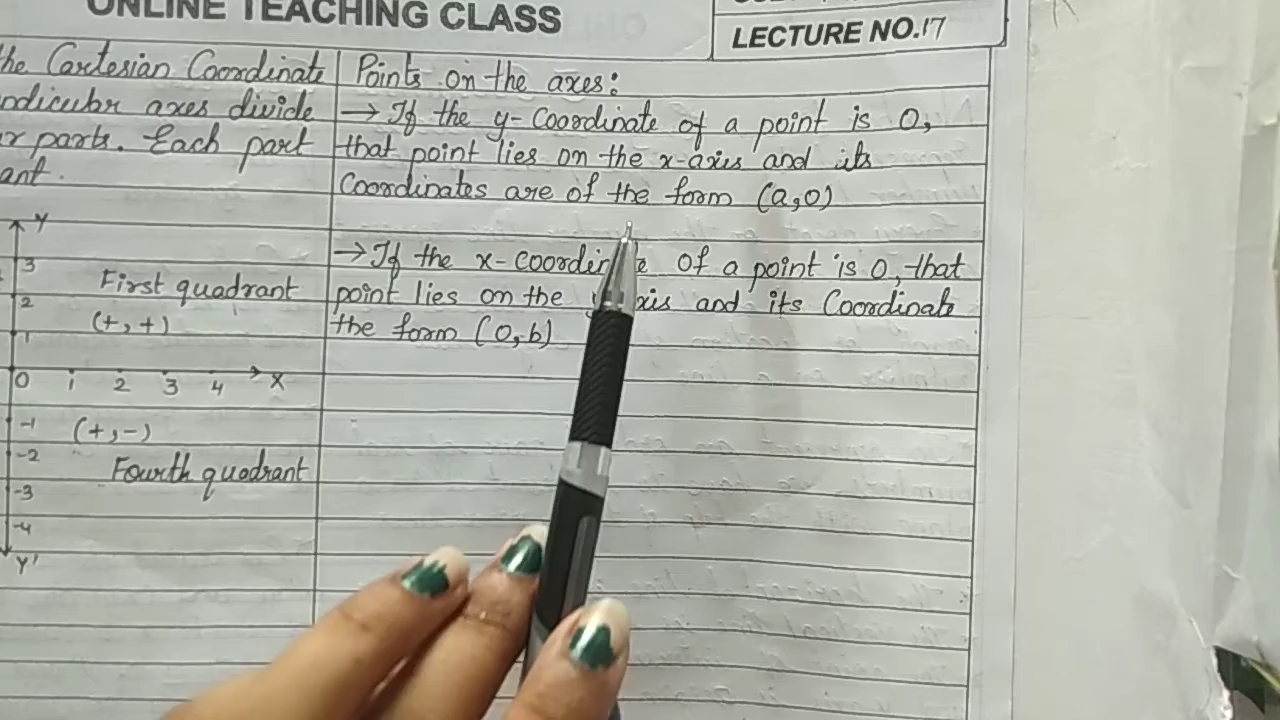 ONLINE TEACHING CLASS
LECTURE NO.17
the Cartesian Coordinate
axes divide
parts. Each part
Y
3
2
1
First quadrant
(+,+)
0 1 2 3 4 X
-1
(+,-)
-2
Fourth quadrant
-3
-4
Y'
Points on the axes:
→ If the y-Coordinate of a point is 0,
that point lies on the x-axis and its
Coordinates are of the form (a,0)
→ If the x-coordinate of a point is 0, that
point lies on the y-axis and its Coordinate
the form (0,b)